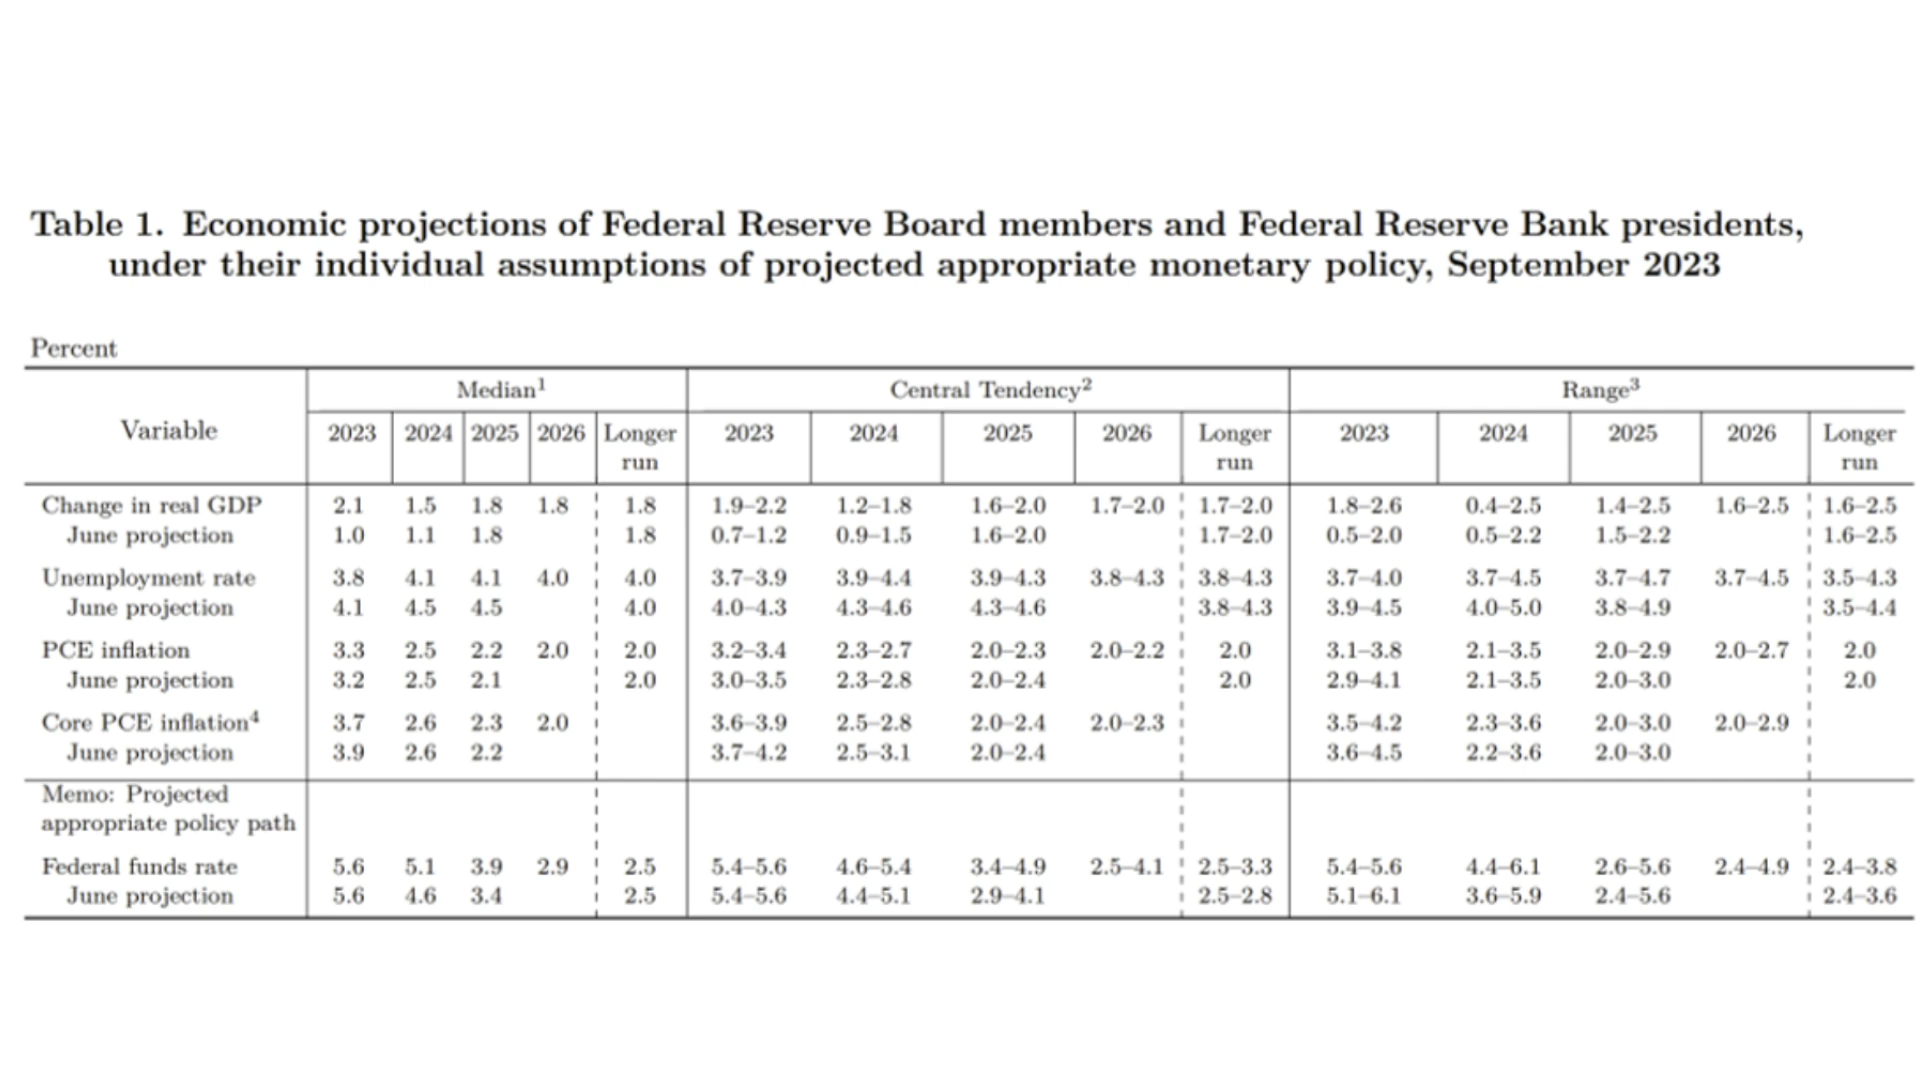 Table 1. Economic projections of Federal Reserve Board members and Federal Reserve Bank presidents,
under their individual assumptions of projected appropriate monetary policy, September 2023
Percent
Variable Median¹ Central Tendency² Range³
2023 2024 2025 2026 Longer run 2023 2024 2025 2026 Longer run 2023 2024 2025 2026 Longer run
Change in real GDP 2.1 1.5 1.8 1.8 1.8 1.9–2.2 1.2–1.8 1.6–2.0 1.7–2.0 1.7–2.0 1.8–2.6 0.4–2.5 1.4–2.5 1.6–2.5 1.6–2.5
June projection 1.0 1.1 1.8 1.8 0.7–1.2 0.9–1.5 1.6–2.0 1.7–2.0 0.5–2.0 0.5–2.2 1.5–2.2 1.6–2.5
Unemployment rate 3.8 4.1 4.1 4.0 4.0 3.7–3.9 3.9–4.4 3.9–4.3 3.8–4.3 3.8–4.3 3.7–4.0 3.7–4.5 3.7–4.7 3.7–4.5 3.5–4.3
June projection 4.1 4.5 4.5 4.0 4.0–4.3 4.3–4.6 4.3–4.6 3.8–4.3 3.9–4.5 4.0–5.0 3.8–4.9 3.5–4.4
PCE inflation 3.3 2.5 2.2 2.0 2.0 3.2–3.4 2.3–2.7 2.0–2.3 2.0–2.2 2.0 3.1–3.8 2.1–3.5 2.0–2.9 2.0–2.7 2.0
June projection 3.2 2.5 2.1 2.0 3.0–3.5 2.3–2.8 2.0–2.4 2.0 2.9–4.1 2.1–3.5 2.0–3.0 2.0
Core PCE inflation⁴ 3.7 2.6 2.3 2.0 3.6–3.9 2.5–2.8 2.0–2.4 2.0–2.3 3.5–4.2 2.3–3.6 2.0–3.0 2.0–2.9
June projection 3.9 2.6 2.2 3.7–4.2 2.5–3.1 2.0–2.4 3.6–4.5 2.2–3.6 2.0–3.0
Memo: Projected
appropriate policy path
Federal funds rate 5.6 5.1 3.9 2.9 2.5 5.4–5.6 4.6–5.4 3.4–4.9 2.5–4.1 2.5–3.3 5.4–5.6 4.4–6.1 2.6–5.6 2.4–4.9 2.4–3.8
June projection 5.6 4.6 3.4 2.5 5.4–5.6 4.4–5.1 2.9–4.1 2.5–2.8 5.1–6.1 3.6–5.9 2.4–5.6 2.4–3.6